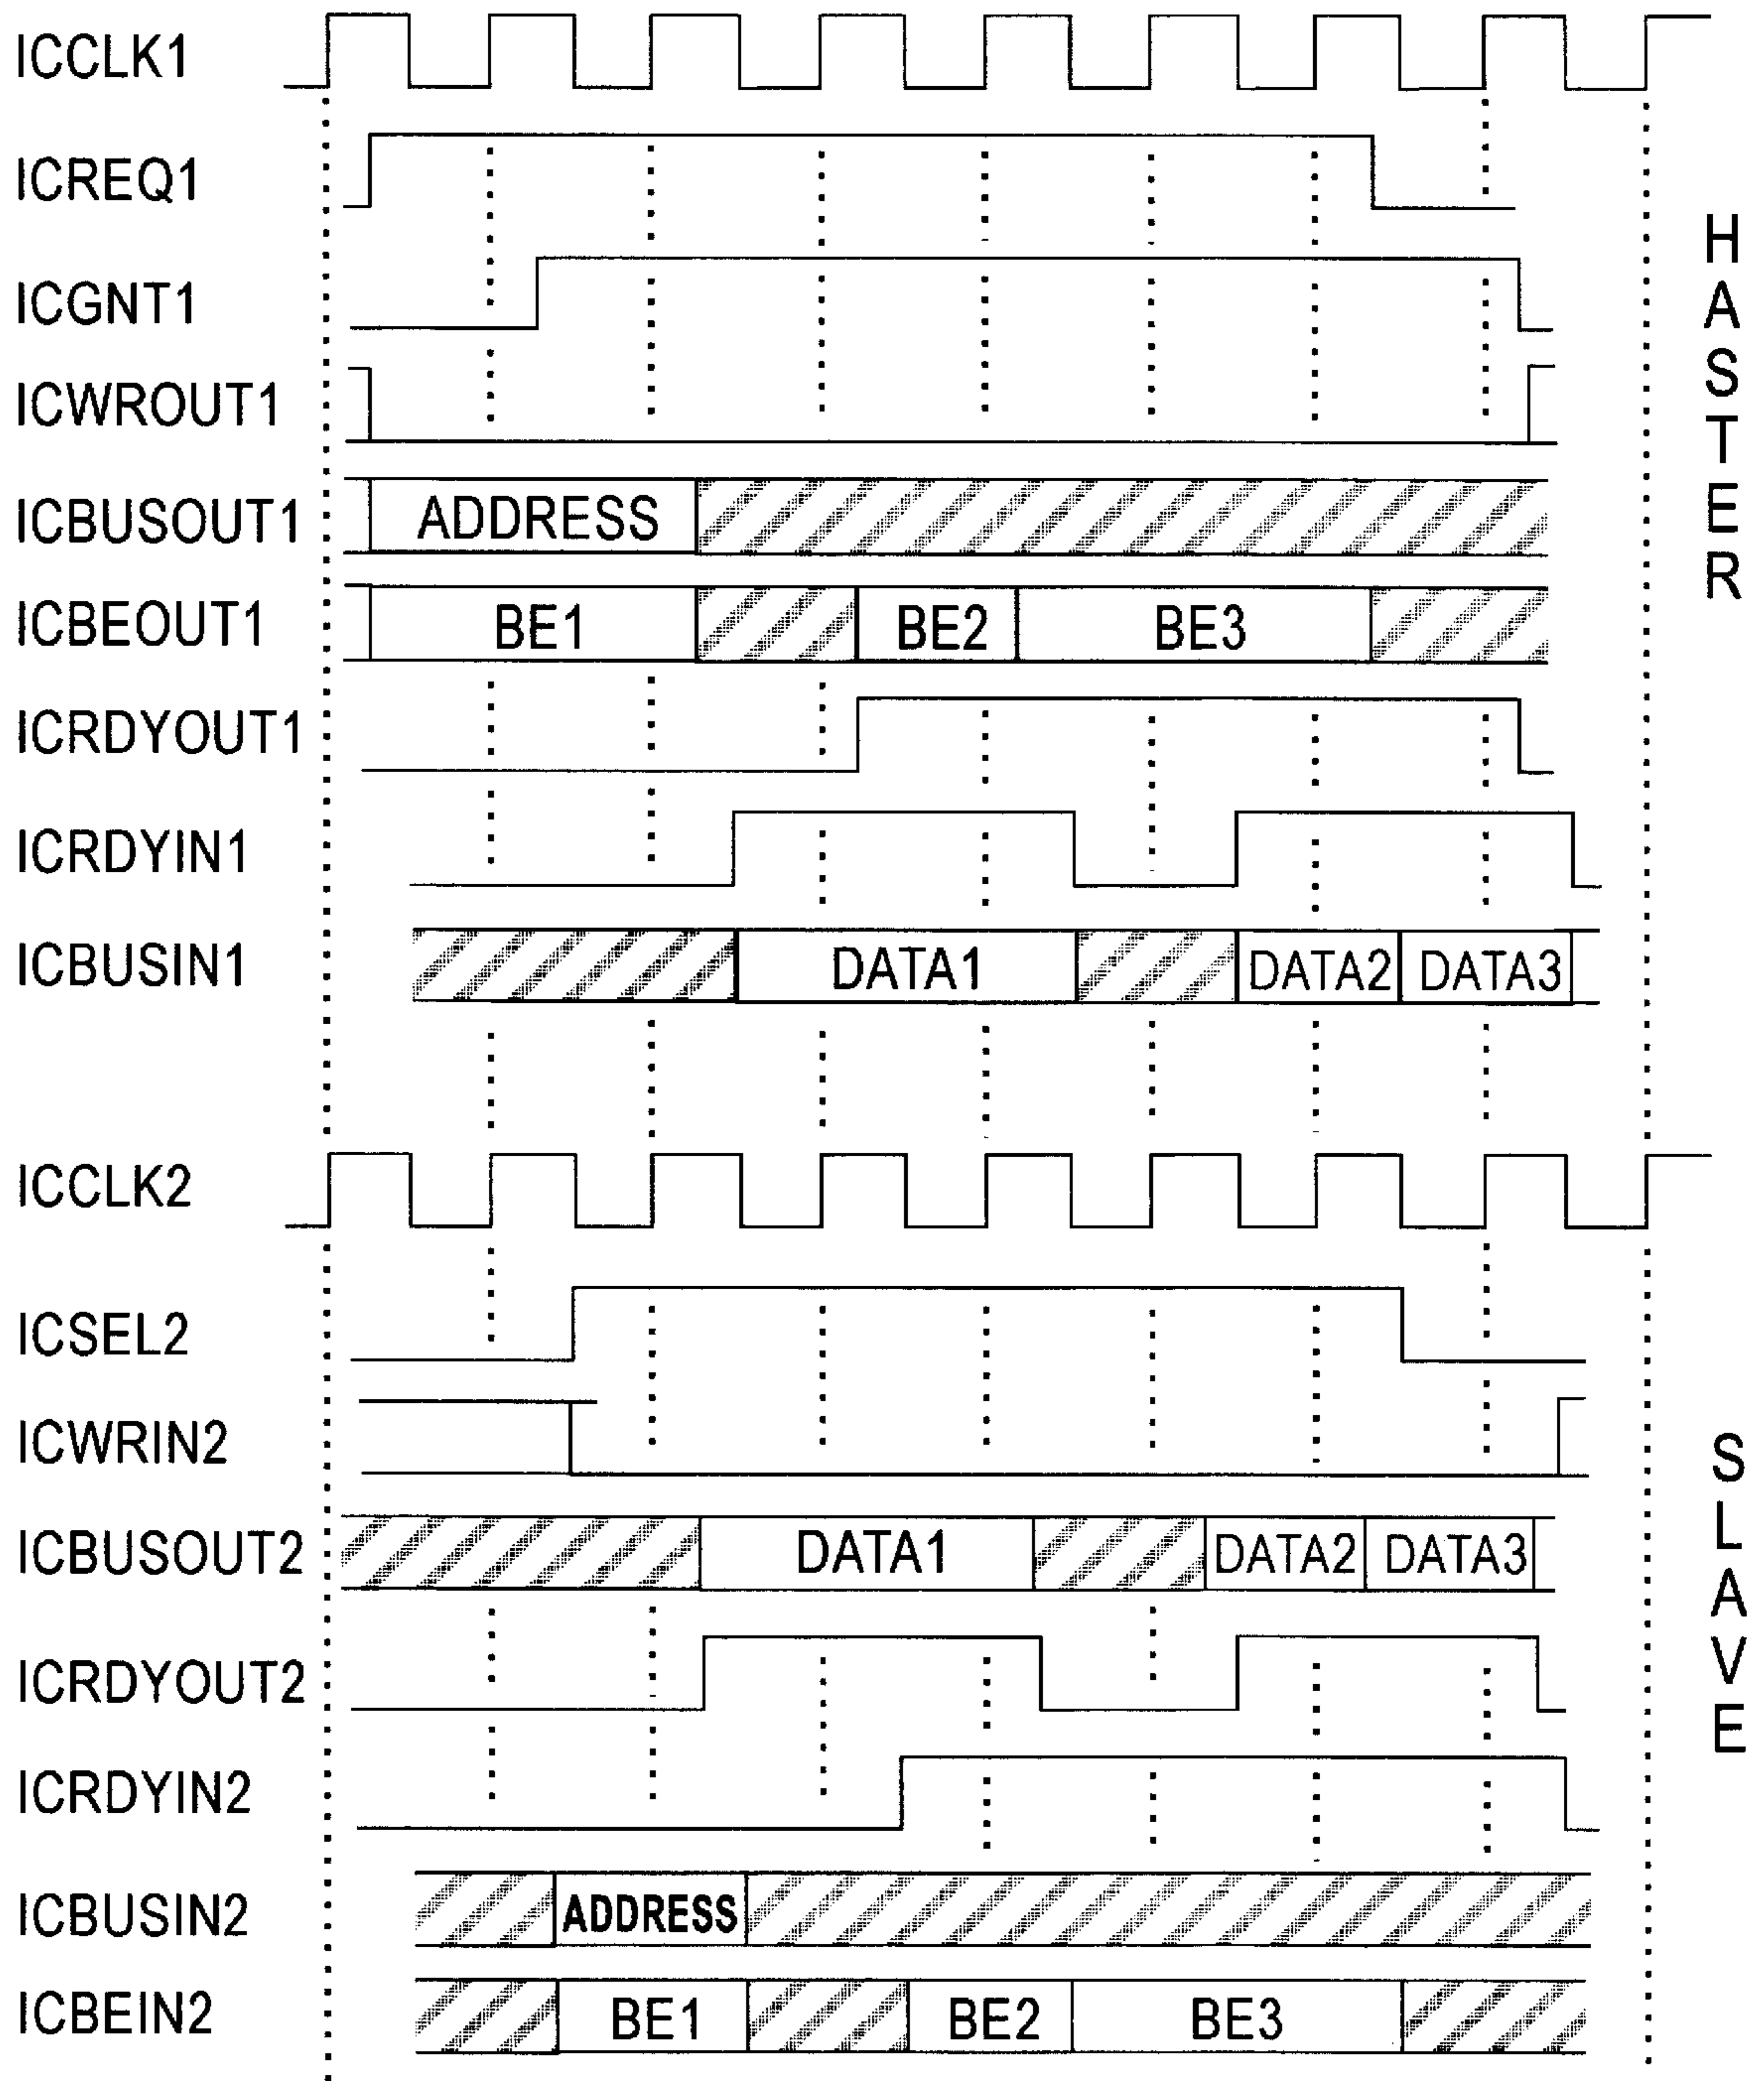 ICCLK1
ICREQ1
ICGNT1
ICWROUT1
ICBUSOUT1 ADDRESS
ICBEOUT1 BE1 BE2 BE3
ICRDYOUT1
ICRDYIN1
ICBUSIN1 DATA1 DATA2 DATA3
HASTER
ICCLK2
ICSEL2
ICWRIN2
ICBUSOUT2 DATA1 DATA2 DATA3
ICRDYOUT2
ICRDYIN2
ICBUSIN2 ADDRESS
ICBEIN2 BE1 BE2 BE3
SLAVE